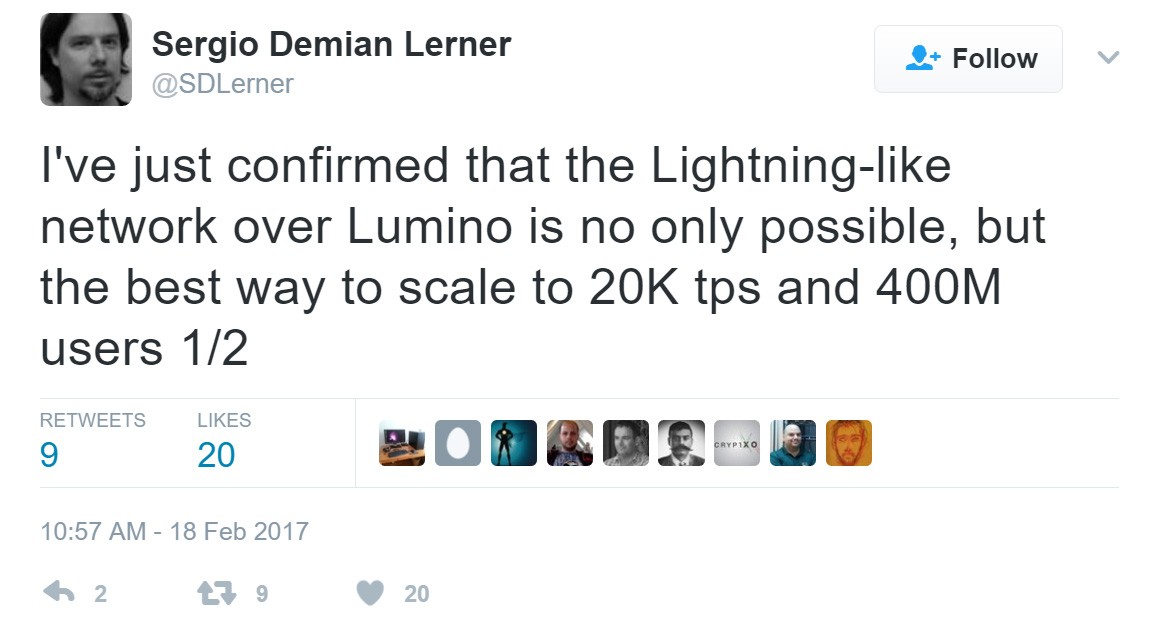 Sergio Demian Lerner
@SDLerner
Follow
I've just confirmed that the Lightning-like
network over Lumino is no only possible, but
the best way to scale to 20K tps and 400M
users 1/2
RETWEETS LIKES
9 20
CRYP1XO
10:57 AM - 18 Feb 2017
2 9 20